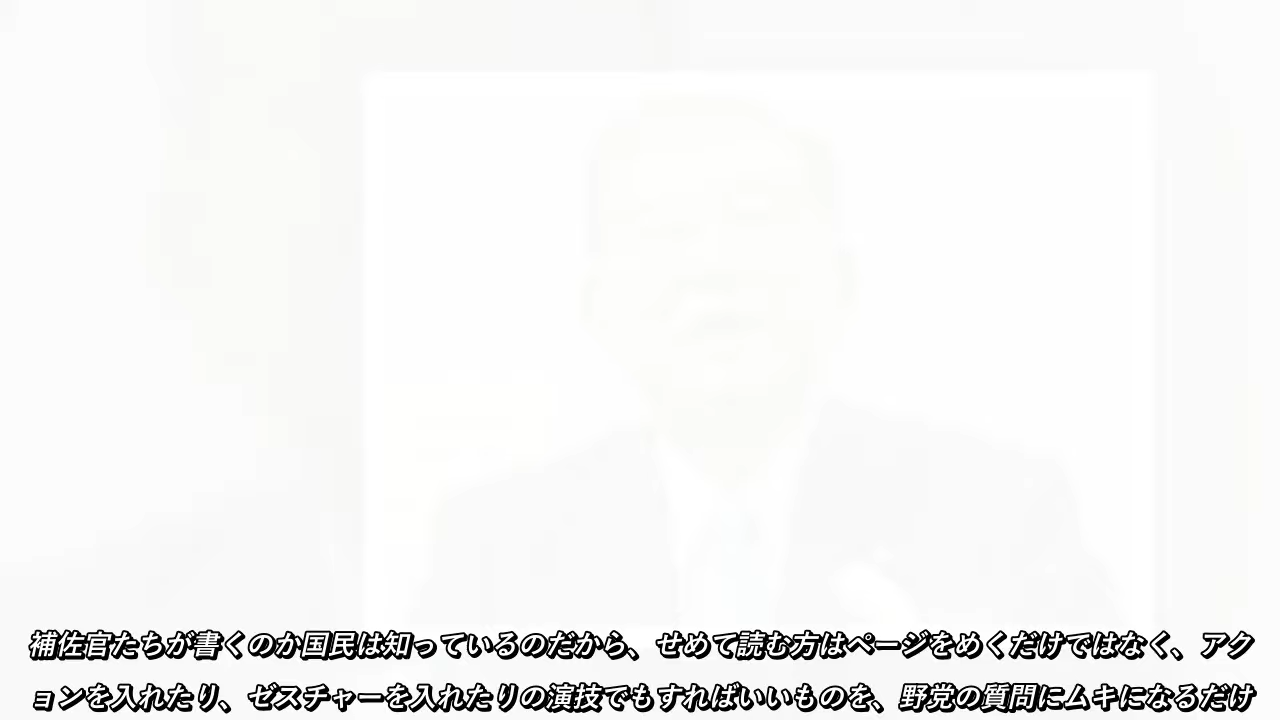 補佐官たちが書くのか国民は知っているのだから、せめて読む方はページをめくだけではなく、アク
ョンを入れたり、ゼスチャーを入れたりの演技でもすればいいものを、野党の質問にムキになるだけ